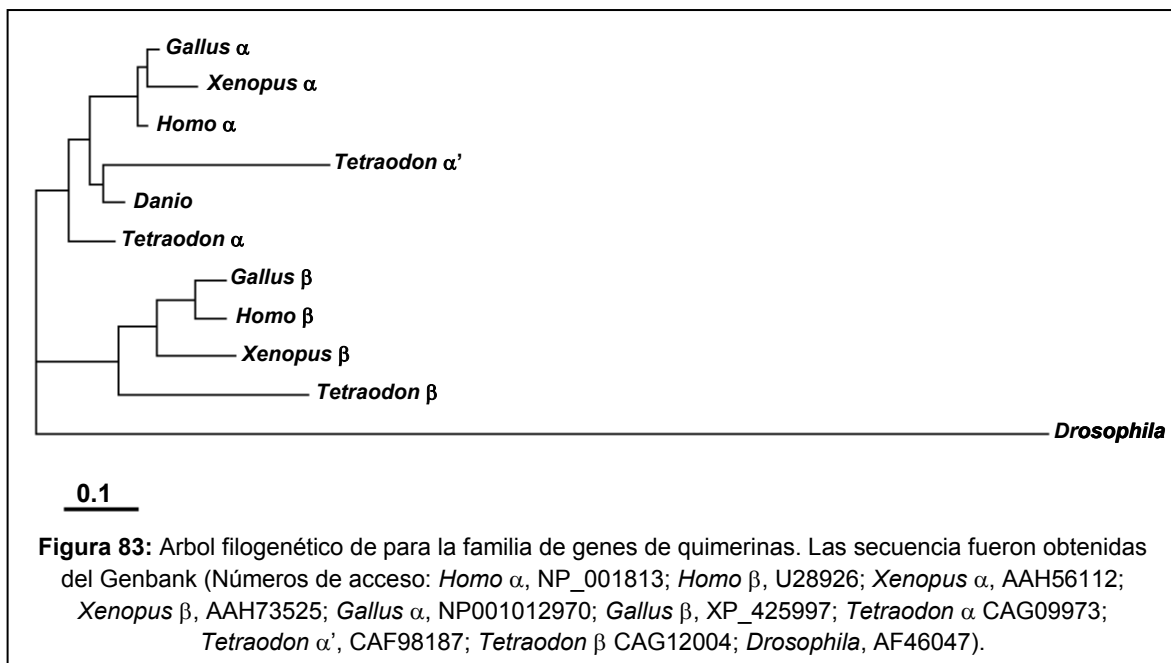 Gallus α
Xenopus α
Homo α
Tetraodon α’
Danio
Tetraodon α
Gallus β
Homo β
Xenopus β
Tetraodon β
Drosophila
0.1
Figura 83: Arbol filogenético de para la familia de genes de quimerinas. Las secuencia fueron obtenidas
del Genbank (Números de acceso: Homo α, NP_001813; Homo β, U28926; Xenopus α, AAH56112;
Xenopus β, AAH73525; Gallus α, NP001012970; Gallus β, XP_425997; Tetraodon α CAG09973;
Tetraodon α’, CAF98187; Tetraodon β CAG12004; Drosophila, AF46047).